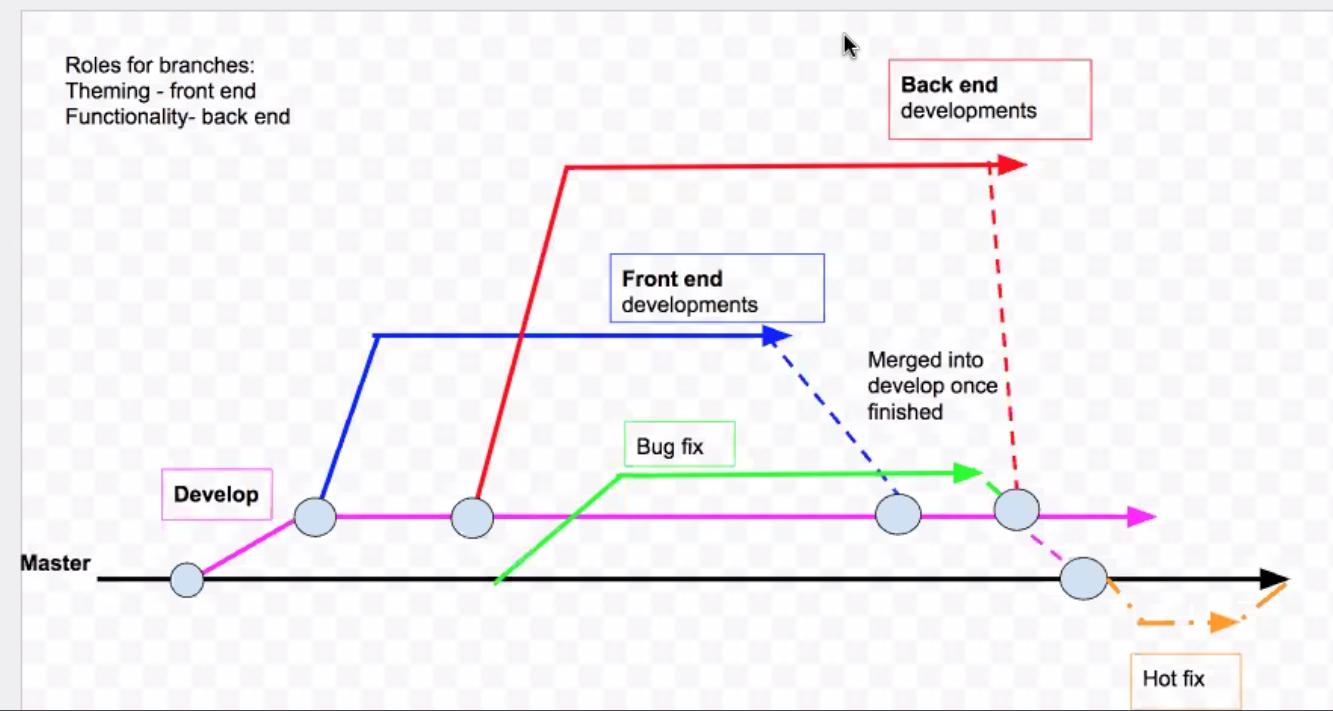 Roles for branches:
Theming - front end
Functionality- back end
Back end
developments
Front end
developments
Merged into
develop once
finished
Bug fix
Develop
Master
Hot fix